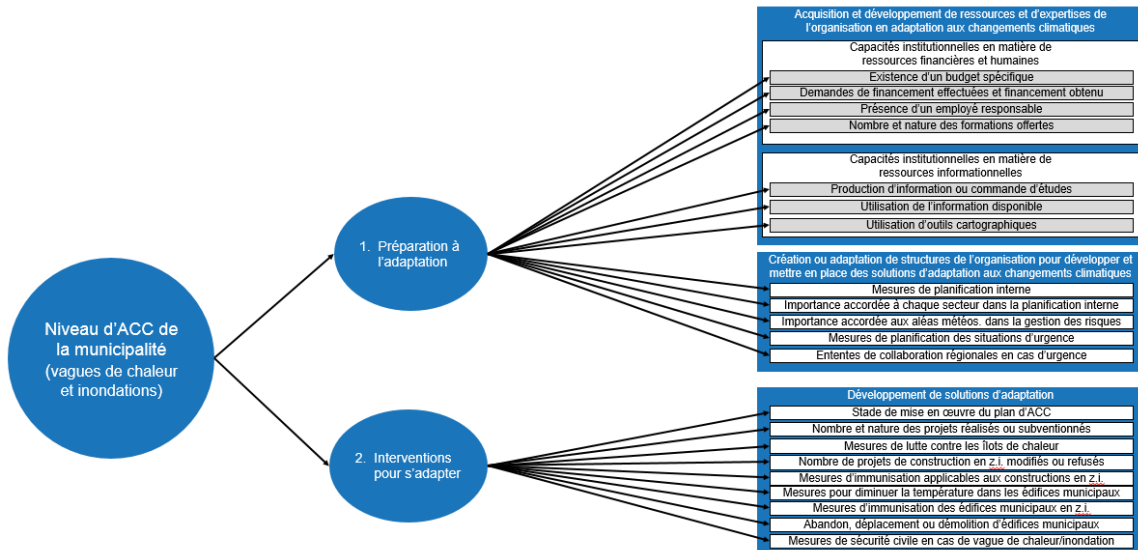 Niveau d'ACC de
la municipalité
(vagues de chaleur
et inondations)
1. Préparation à
l'adaptation
2. Interventions
pour s'adapter
Acquisition et développement de ressources et d'expertises de
l'organisation en adaptation aux changements climatiques
Capacités institutionnelles en matière de
ressources financières et humaines
Existence d'un budget spécifique
Demandes de financement effectuées et financement obtenu
Présence d'un employé responsable
Nombre et nature des formations offertes
Capacités institutionnelles en matière de
ressources informationnelles
Production d'information ou commande d'études
Utilisation de l'information disponible
Utilisation d'outils cartographiques
Création ou adaptation de structures de l'organisation pour développer et
mettre en place des solutions d'adaptation aux changements climatiques
Mesures de planification interne
Importance accordée à chaque secteur dans la planification interne
Importance accordée aux aléas météos. dans la gestion des risques
Mesures de planification des situations d'urgence
Ententes de collaboration régionales en cas d'urgence
Développement de solutions d'adaptation
Stade de mise en œuvre du plan d'ACC
Nombre et nature des projets réalisés ou subventionnés
Mesures de lutte contre les îlots de chaleur
Nombre de projets de construction en z.i. modifiés ou refusés
Mesures d'immunisation applicables aux constructions en z.i.
Mesures pour diminuer la température dans les édifices municipaux
Mesures d'immunisation des édifices municipaux en z.i.
Abandon, déplacement ou démolition d'édifices municipaux
Mesures de sécurité civile en cas de vague de chaleur/inondation